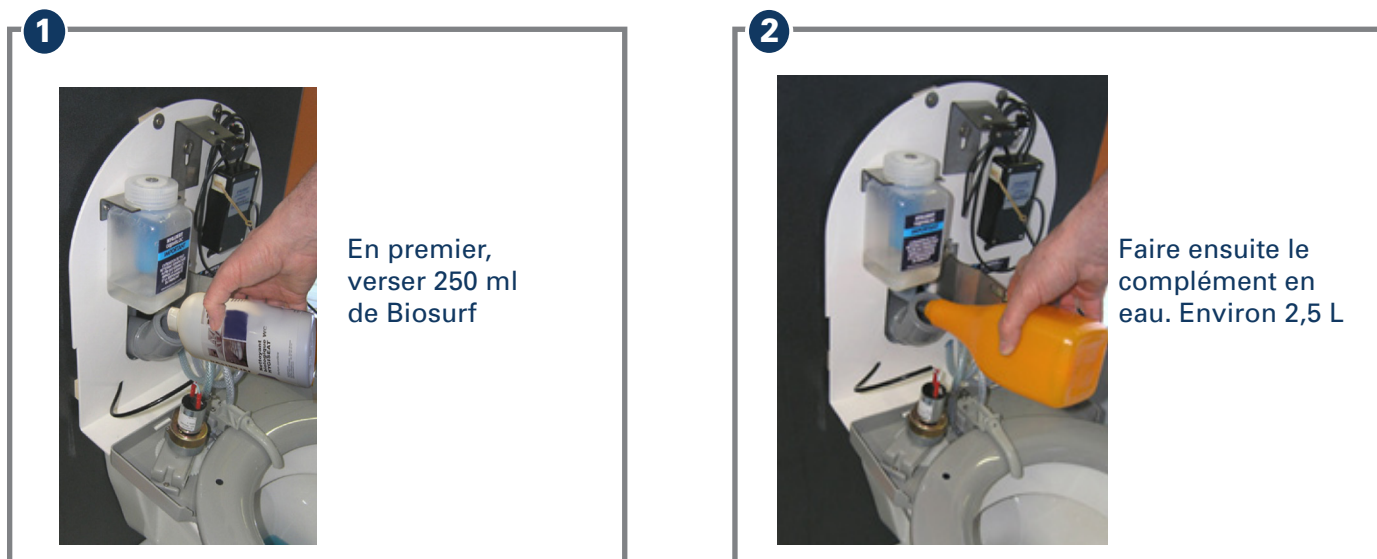 1
En premier,
verser 250 ml
de Biosurf
2
Faire ensuite le
complément en
eau. Environ 2,5 L